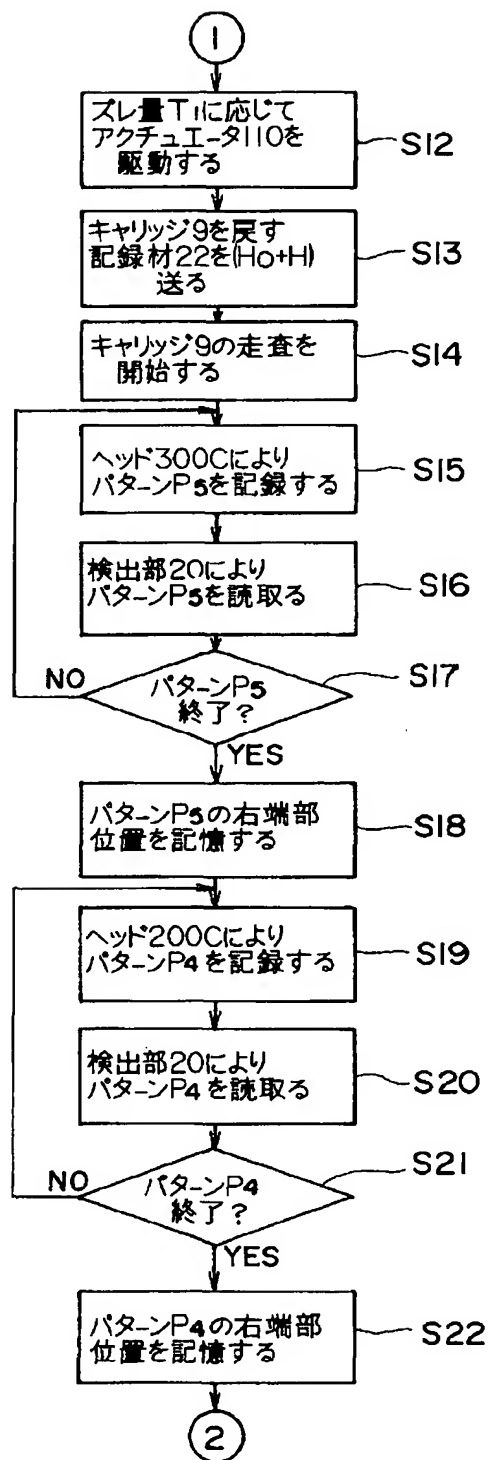 1
ズレ量T1に応じて
アクチュエータ110を
駆動する
S12
キャリッジ9を戻す
記録材22を(Ho+H)
送る
S13
キャリッジ9の走査を
開始する
S14
ヘッド300Cにより
パターンP5を記録する
S15
検出部20により
パターンP5を読取る
S16
パターンP5
終了?
S17
NO
YES
パターンP5の右端部
位置を記憶する
S18
ヘッド200Cにより
パターンP4を記録する
S19
検出部20により
パターンP4を読取る
S20
パターンP4
終了?
S21
NO
YES
パターンP4の右端部
位置を記憶する
S22
2